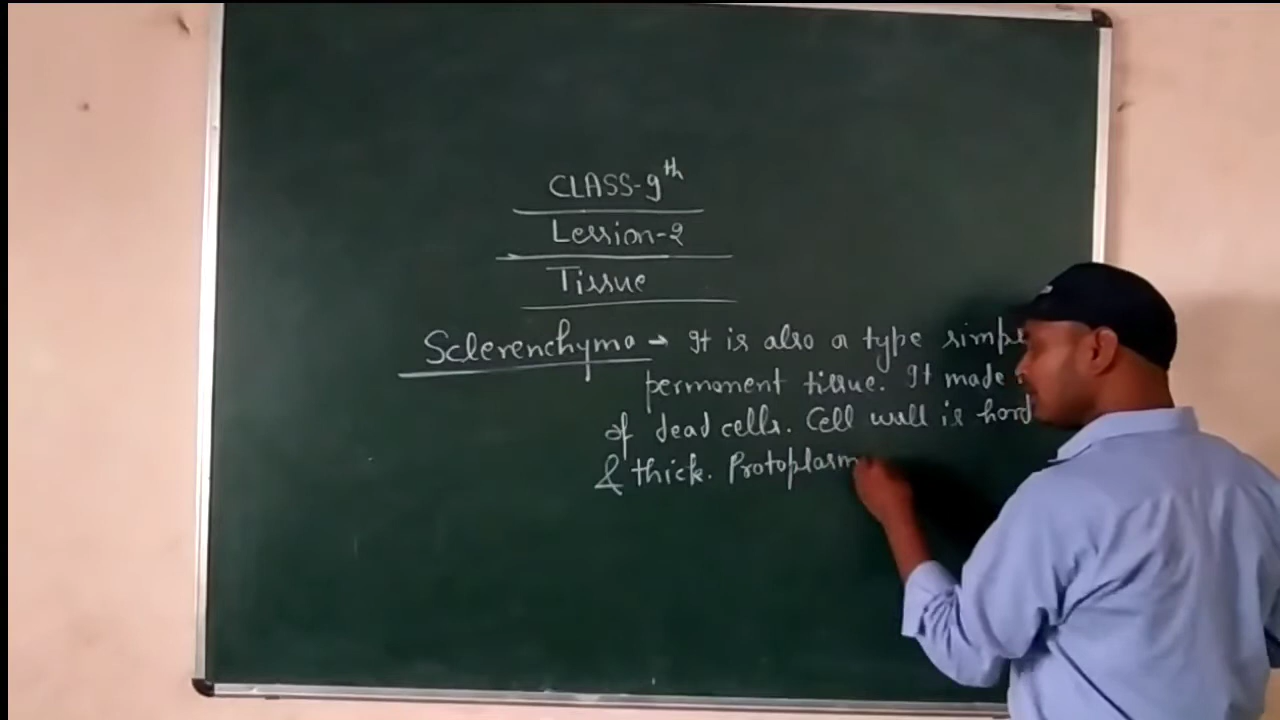 CLASS-9th
Lession-2
Tissue
Sclerenchyma → It is also a type simple
permanent tissue. It made
of dead cells. Cell wall is hard
& thick. Protoplasm